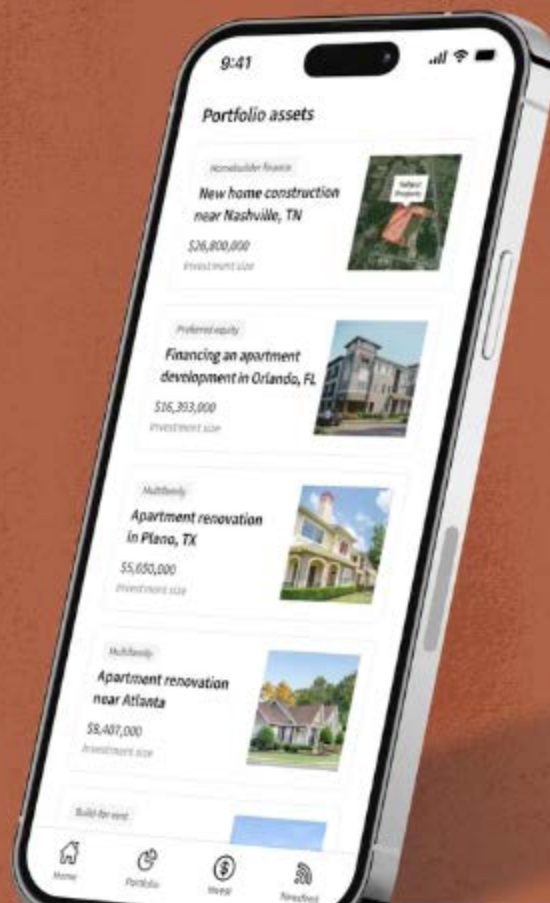 9:41
Portfolio assets
Homebuilder finance
New home construction
near Nashville, TN
Subject
Property
$26,800,000
Investment size
Preferred equity
Financing an apartment
development in Orlando, FL
$16,393,000
Investment size
Multifamily
Apartment renovation
in Plano, TX
$5,650,000
Investment size
Multifamily
Apartment renovation
near Atlanta
$8,407,000
Investment size
Build-for-rent
Home
Portfolio
Invest
Newsfeed